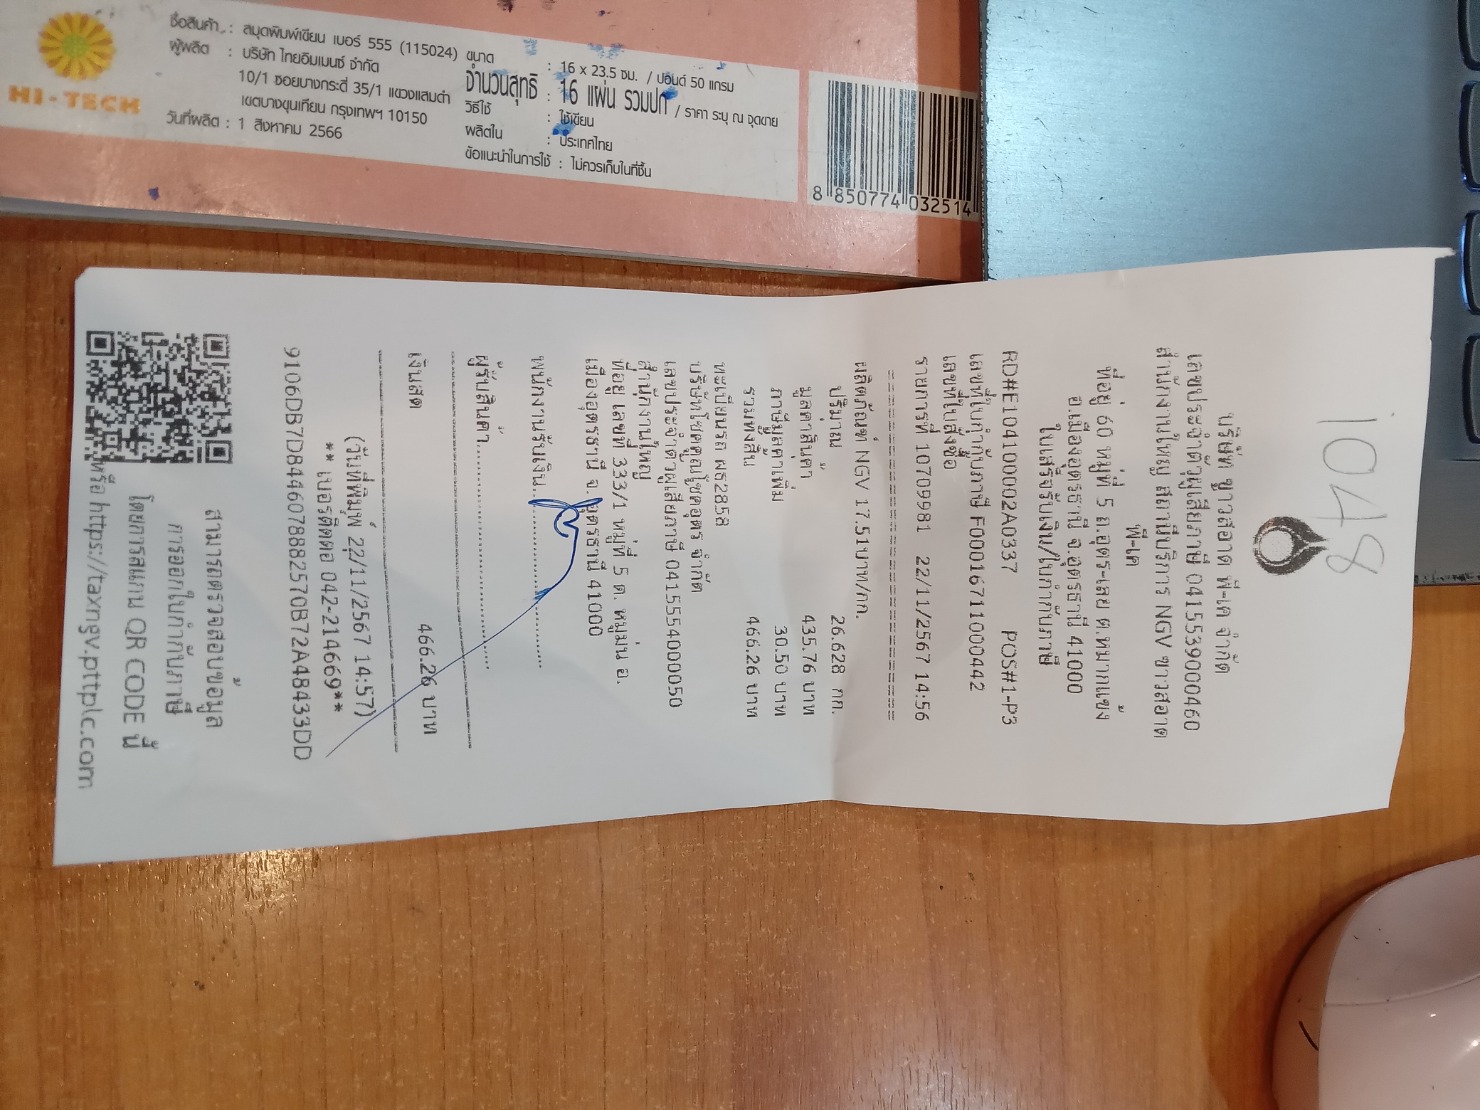 HI-TECH
ชื่อสินค้า : สมุดพิมพ์เขียน เบอร์ 555 (115024)
ผู้ผลิต : บริษัท ไทยอิมเมนซ์ จำกัด
10/1 ซอยบางกระดี่ 35/1 แขวงแสมดำ
เขตบางขุนเทียน กรุงเทพฯ 10150
วันที่ผลิต : 1 สิงหาคม 2566
ขนาด : 16 x 23.5 ซม. / ปอนด์ 50 แกรม
จำนวนสุทธิ : 16 แผ่น รวมปก / ราคา ระบุ ณ จุดขาย
วิธีใช้ : ใช้เขียน
ผลิตใน : ประเทศไทย
ข้อแนะนำในการใช้ : ไม่ควรเก็บในที่ชื้น
8 850774 032514
1048
บริษัท ขาวสอาด พี-เค จำกัด
เลขประจำตัวผู้เสียภาษี 0415539000460
สำนักงานใหญ่ สถานีบริการ NGV ขาวสอาด
พี-เค
ที่อยู่ 60 หมู่ที่ 5 ถ.อุดร-เลย ต.หมากแข้ง
อ.เมืองอุดรธานี จ.อุดรธานี 41000
ใบเสร็จรับเงิน/ใบกำกับภาษี
RD#E104100002A0337 POS#1-P3
เลขที่ใบกำกับภาษี F00016711000442
เลขที่ใบสั่งซื้อ
รายการที่ 10709981 22/11/2567 14:56
========================================
ผลิตภัณฑ์ NGV 17.51บาท/กก.
ปริมาณ 26.628 กก.
มูลค่าสินค้า 435.76 บาท
ภาษีมูลค่าเพิ่ม 30.50 บาท
รวมทั้งสิ้น 466.26 บาท
ทะเบียนรถ ผธ2858
บริษัทโชคคูณโชคอุดร จำกัด
เลขประจำตัวผู้เสียภาษี 0415554000050
สำนักงานใหญ่
ที่อยู่ เลขที่ 333/1 หมู่ที่ 5 ต. หมูม่น อ.
เมืองอุดรธานี จ.อุดรธานี 41000
พนักงานรับเงิน..............................
ผู้รับสินค้า..............................
เงินสด 466.26 บาท
(วันที่พิมพ์ 22/11/2567 14:57)
** เบอร์ติดต่อ 042-214669**
9106DB7D84460788825​70B72A48433DD
สามารถตรวจสอบข้อมูล
การออกใบกำกับภาษี
โดยการสแกน QR CODE นี้
หรือ https://taxngv.pttplc.com